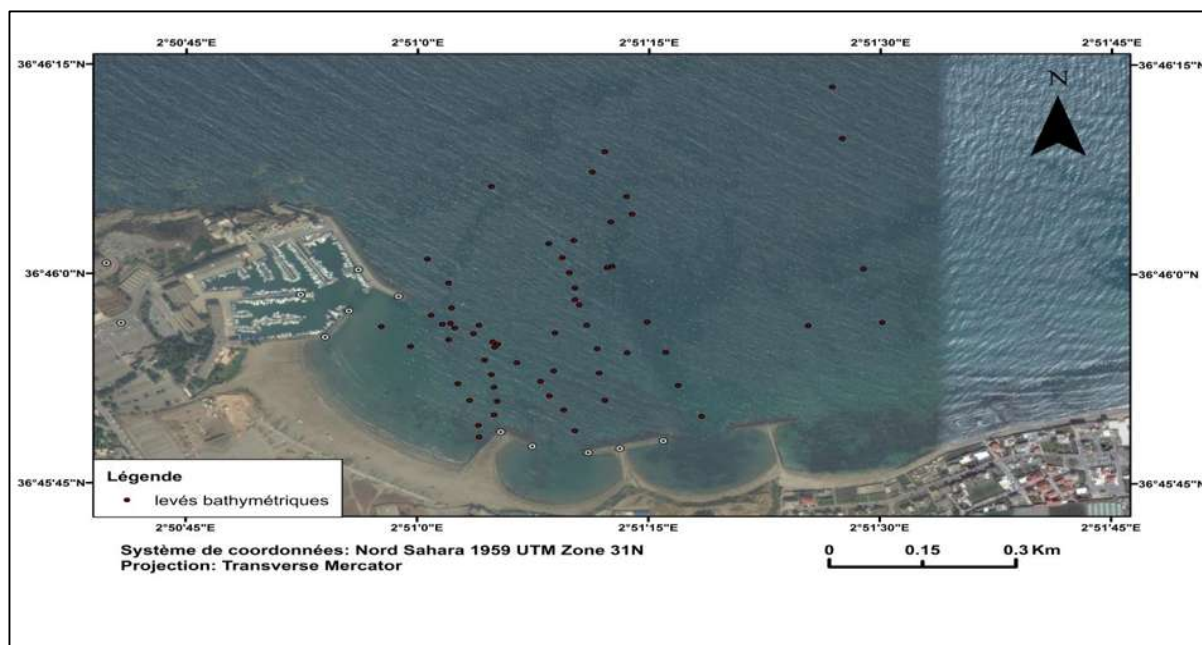 2°50'45"E 2°51'0"E 2°51'15"E 2°51'30"E 2°51'45"E
36°46'15"N 36°46'15"N
N
36°46'0"N 36°46'0"N
Légende
levés bathymétriques
36°45'45"N 36°45'45"N
2°50'45"E 2°51'0"E 2°51'15"E 2°51'30"E 2°51'45"E
Système de coordonnées: Nord Sahara 1959 UTM Zone 31N
Projection: Transverse Mercator
0 0.15 0.3 Km